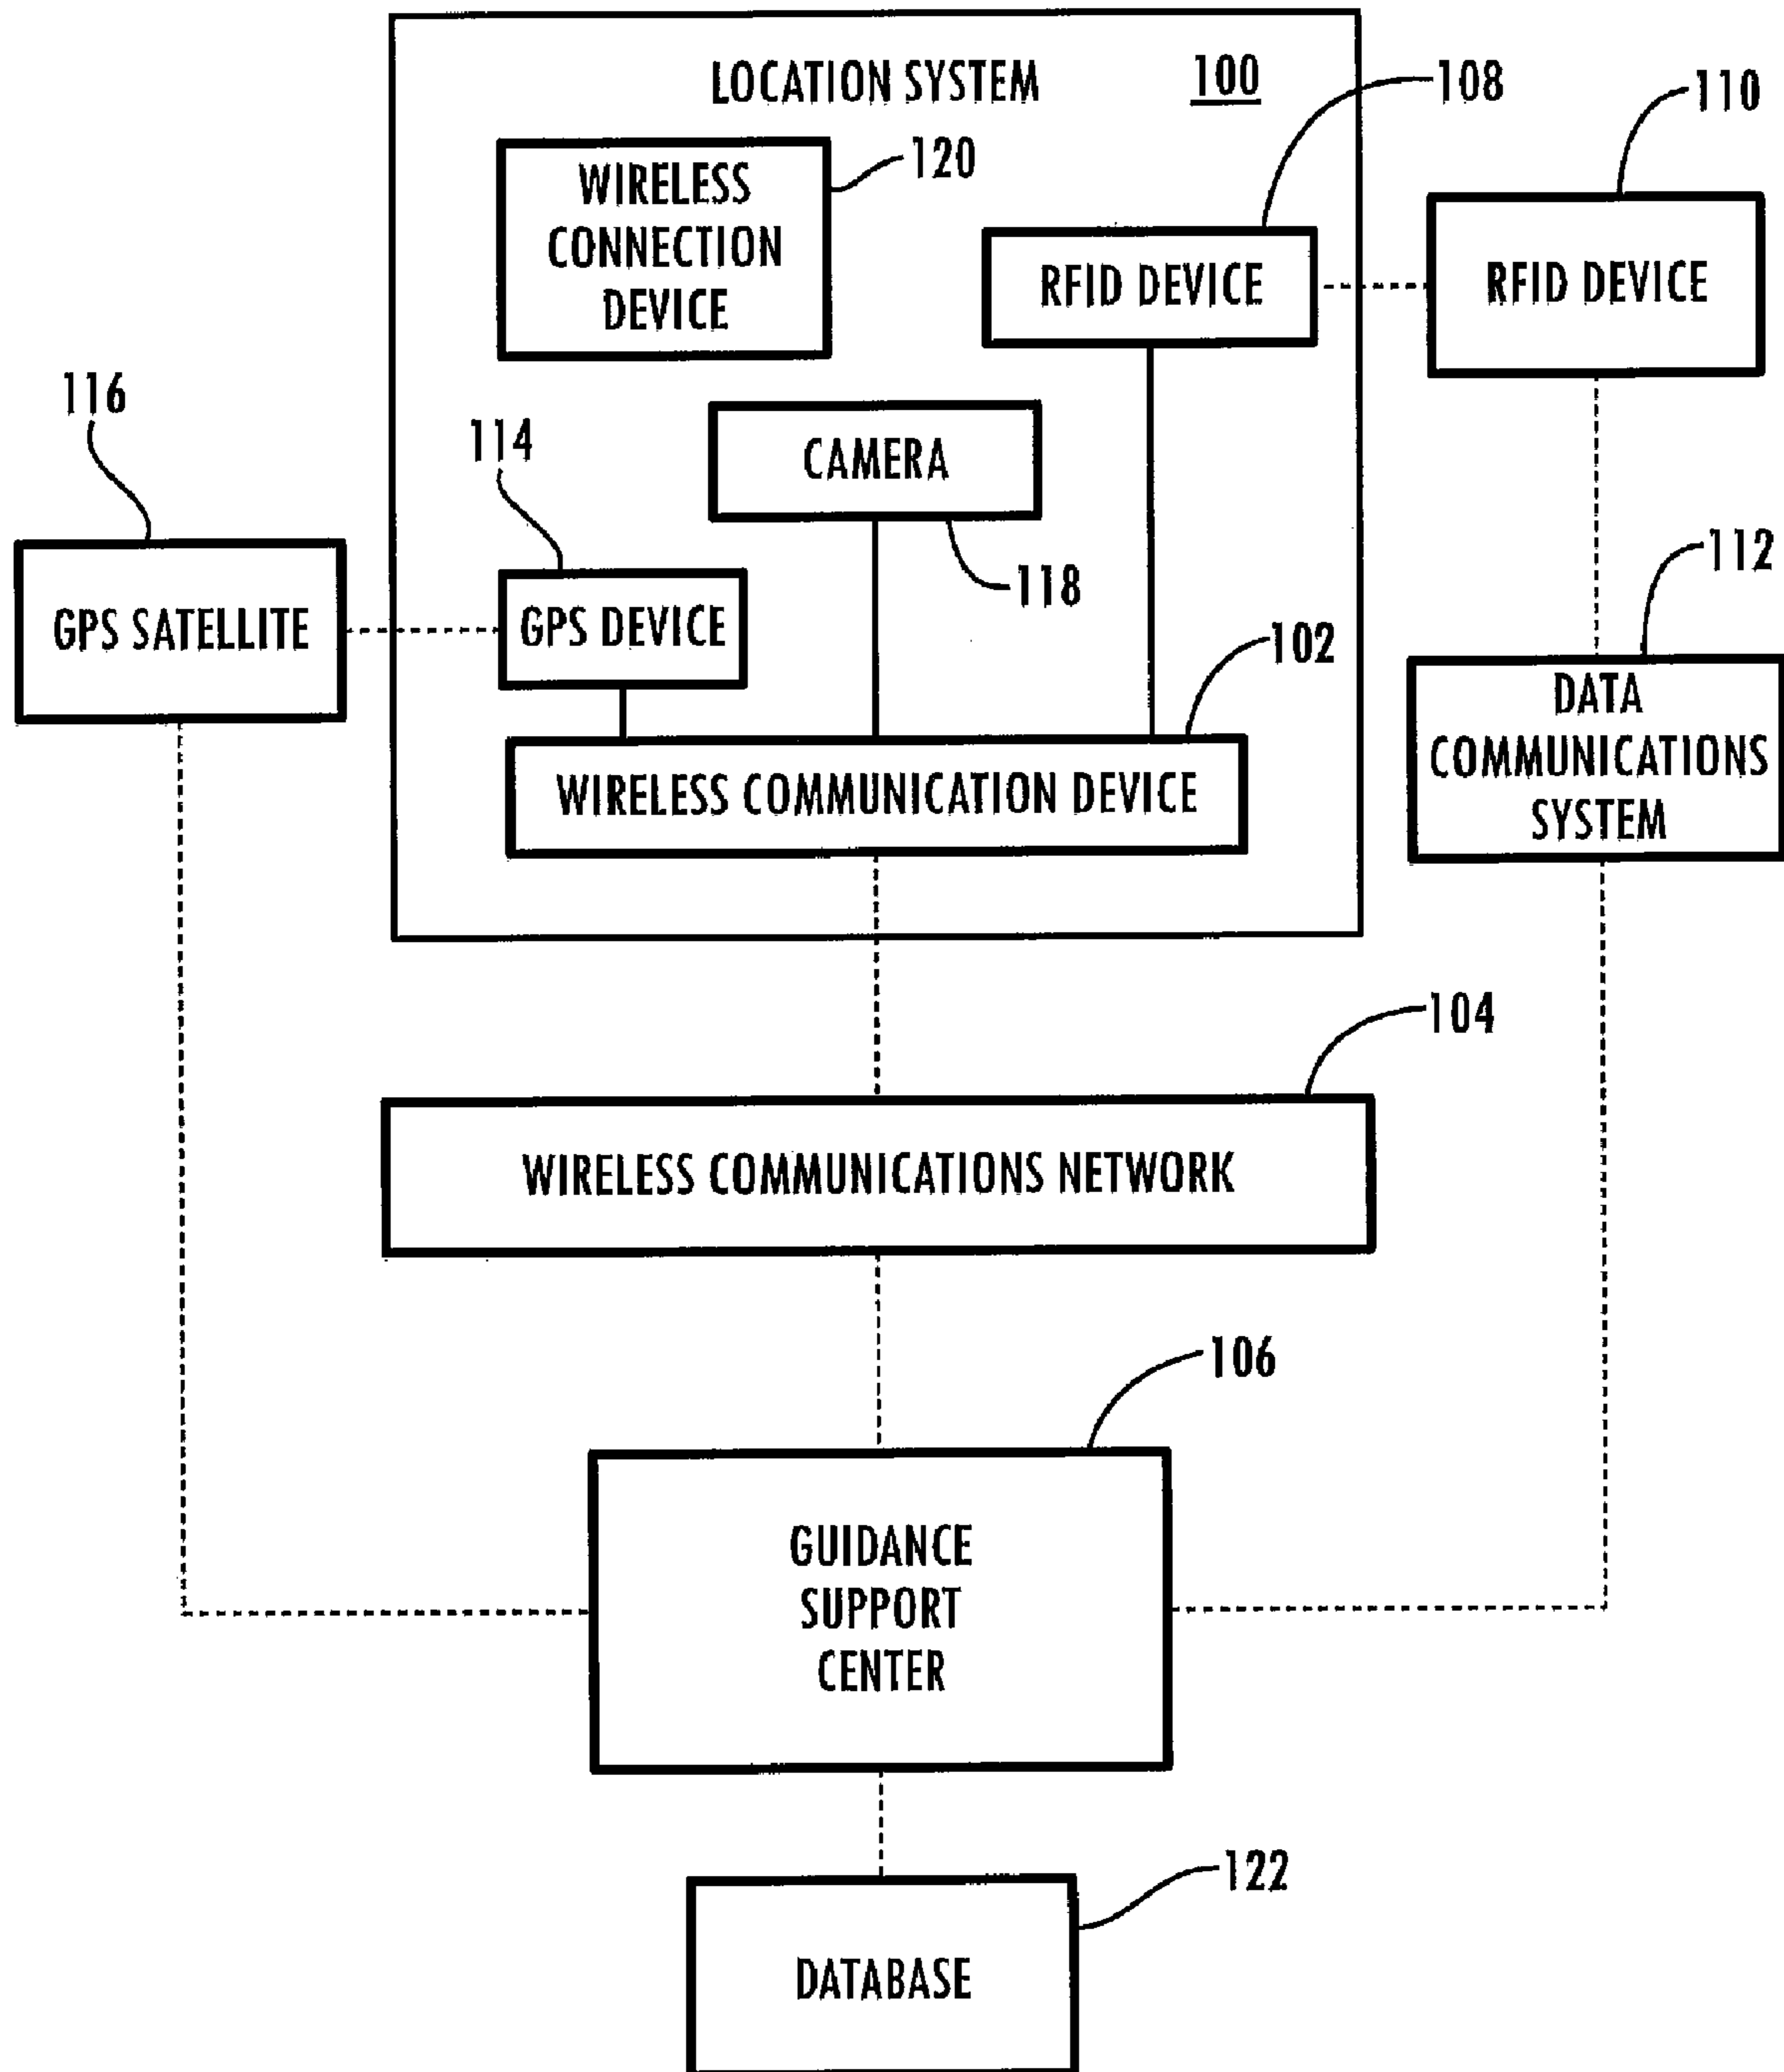 LOCATION SYSTEM
100
108
110
120
WIRELESS
CONNECTION
DEVICE
RFID DEVICE
RFID DEVICE
116
114
CAMERA
118
112
GPS SATELLITE
GPS DEVICE
102
DATA
COMMUNICATIONS
SYSTEM
WIRELESS COMMUNICATION DEVICE
104
WIRELESS COMMUNICATIONS NETWORK
106
GUIDANCE
SUPPORT
CENTER
122
DATABASE